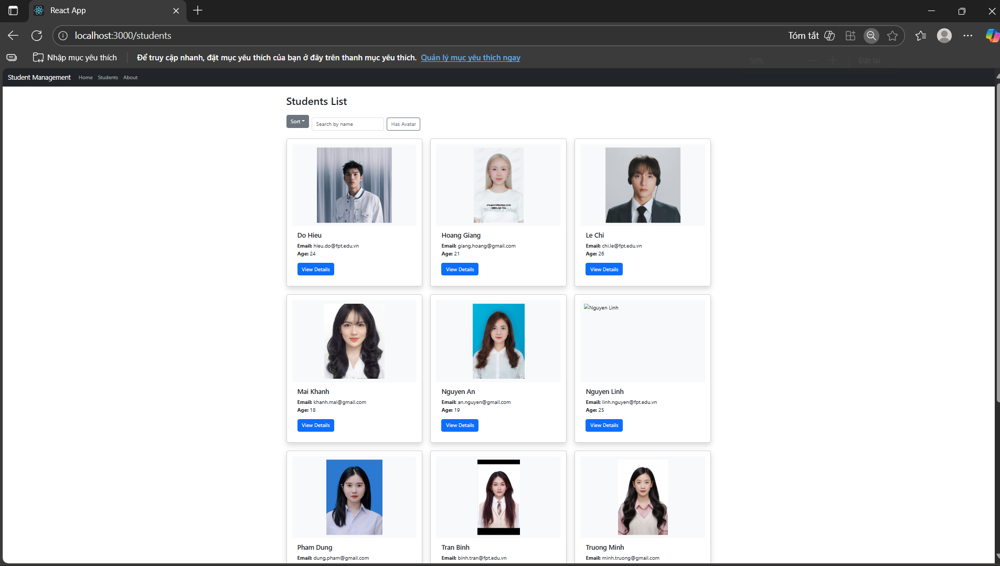 React App
localhost:3000/students
Tóm tắt
Nhập mục yêu thích
Để truy cập nhanh, đặt mục yêu thích của bạn ở đây trên thanh mục yêu thích. Quản lý mục yêu thích ngay
50%
Đặt lại
Student Management Home Students About
Students List
Sort
Search by name
Has Avatar
chupanhthedep.com
Do Hieu
Email: hieu.do@fpt.edu.vn
Age: 24
View Details
Hoang Giang
Email: giang.hoang@gmail.com
Age: 21
View Details
Le Chi
Email: chi.le@fpt.edu.vn
Age: 26
View Details
Nguyen Linh
Mai Khanh
Email: khanh.mai@gmail.com
Age: 18
View Details
Nguyen An
Email: an.nguyen@gmail.com
Age: 19
View Details
Nguyen Linh
Email: linh.nguyen@fpt.edu.vn
Age: 25
View Details
Pham Dung
Email: dung.pham@gmail.com
Tran Binh
Email: binh.tran@fpt.edu.vn
Truong Minh
Email: minh.truong@gmail.com